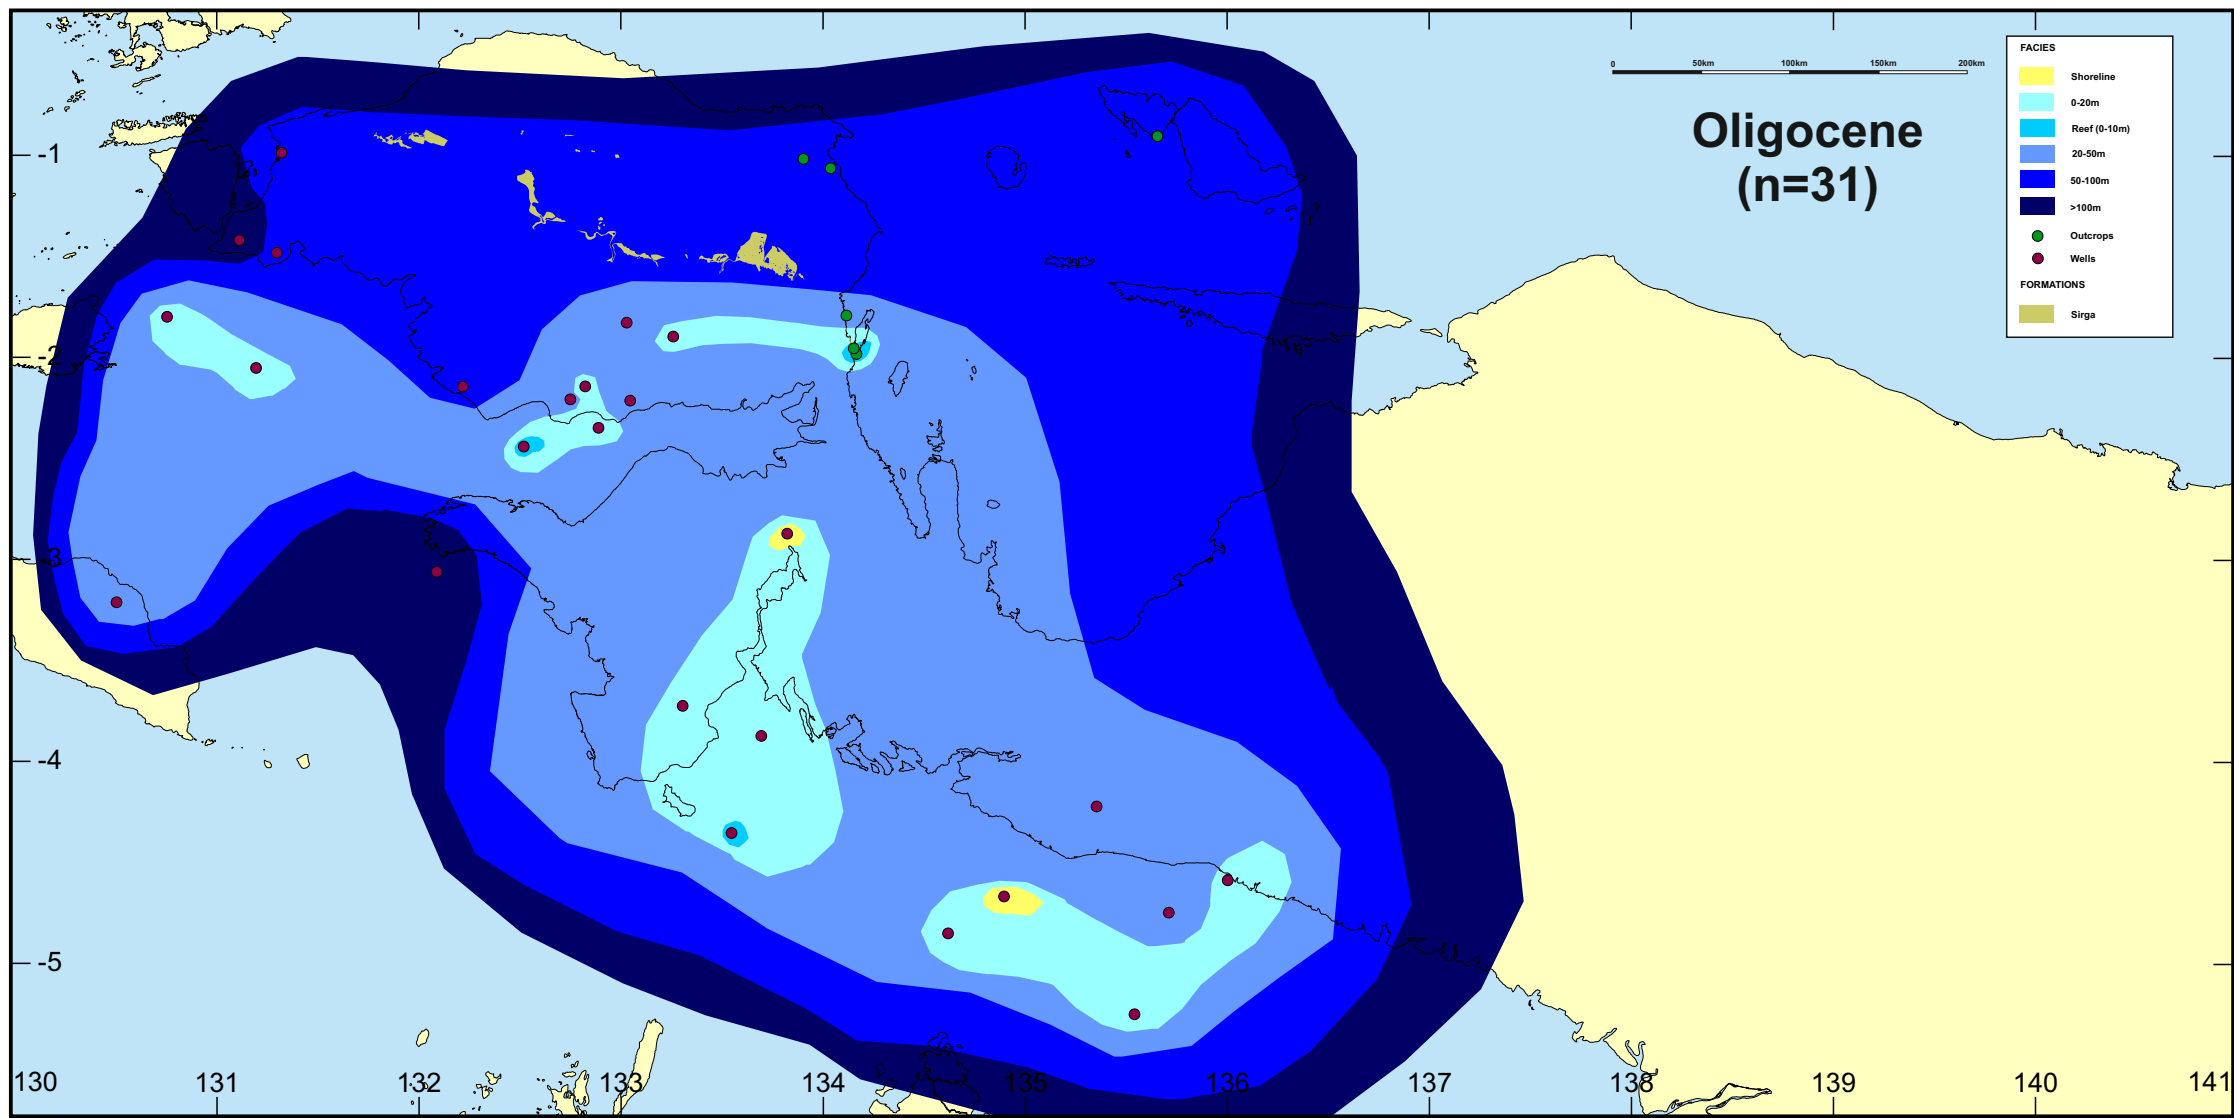 0 50km 100km 150km 200km
Oligocene
(n=31)
FACIES
Shoreline
0-20m
Reef (0-10m)
20-50m
50-100m
>100m
Outcrops
Wells
FORMATIONS
Sirga
-1
-2
-3
-4
-5
130 131 132 133 134 135 136 137 138 139 140 141